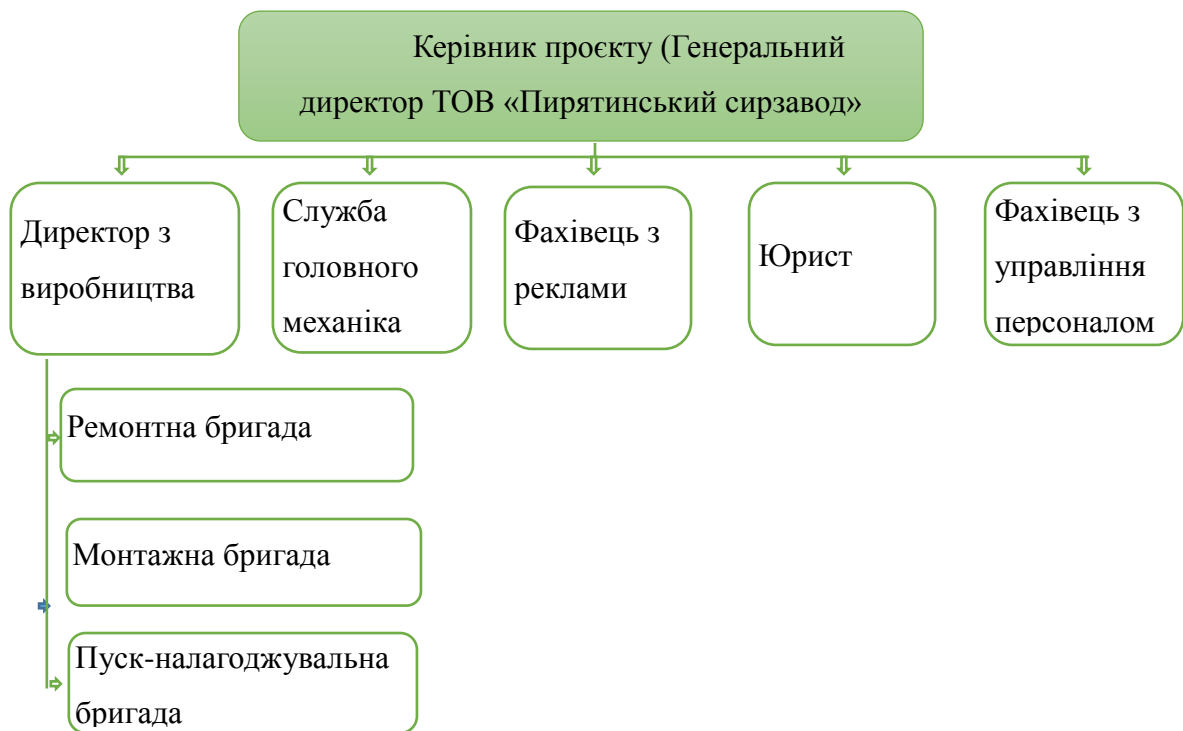 Керівник проєкту (Генеральний
директор ТОВ «Пирятинський сирзавод»
Директор з
виробництва
Служба
головного
механіка
Фахівець з
реклами
Юрист
Фахівець з
управління
персоналом
Ремонтна бригада
Монтажна бригада
Пуск-налагоджувальна
бригада